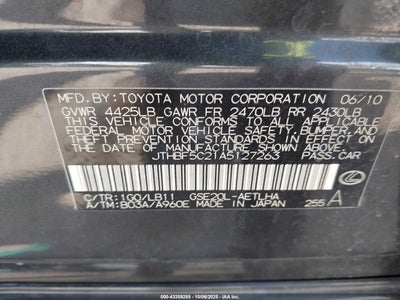 MFD.BY:TOYOTA MOTOR CORPORATION 06/10
GVWR 4425LB GAWR FR 2470LB RR 2430LB
THIS VEHICLE CONFORMS TO ALL APPLICABLE
FEDERAL MOTOR VEHICLE SAFETY, BUMPER, AND
THEFT PREVENTION STANDARDS IN EFFECT ON
THE DATE OF MANUFACTURE SHOWN ABOVE.
JTHBF5C21A5127263 PASS.CAR
C/TR:1G0/LB11 GSE20L-AETLHA
A/TM:B03A/A960E MADE IN JAPAN 255 A
000-43358255 - 10/06/2025 - IAAI